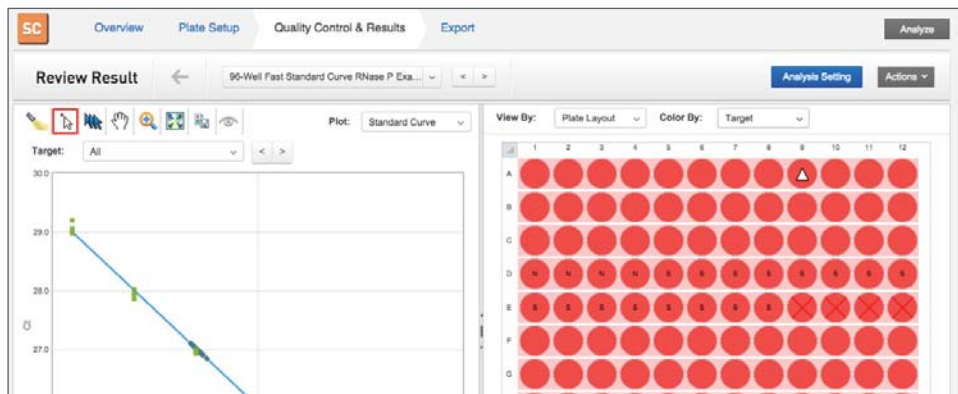 SC Overview Plate Setup Quality Control & Results Export Analyze
Review Result 96-Well Fast Standard Curve RNase P Exa... < > Analysis Setting Actions
Plot: Standard Curve
Target: All < >
30.0
29.0
28.0
CT
27.0
View By: Plate Layout Color By: Target
1 2 3 4 5 6 7 8 9 10 11 12
A
B
C
D N N N N S S S S S S S S
E S S S S S S S S
F
G